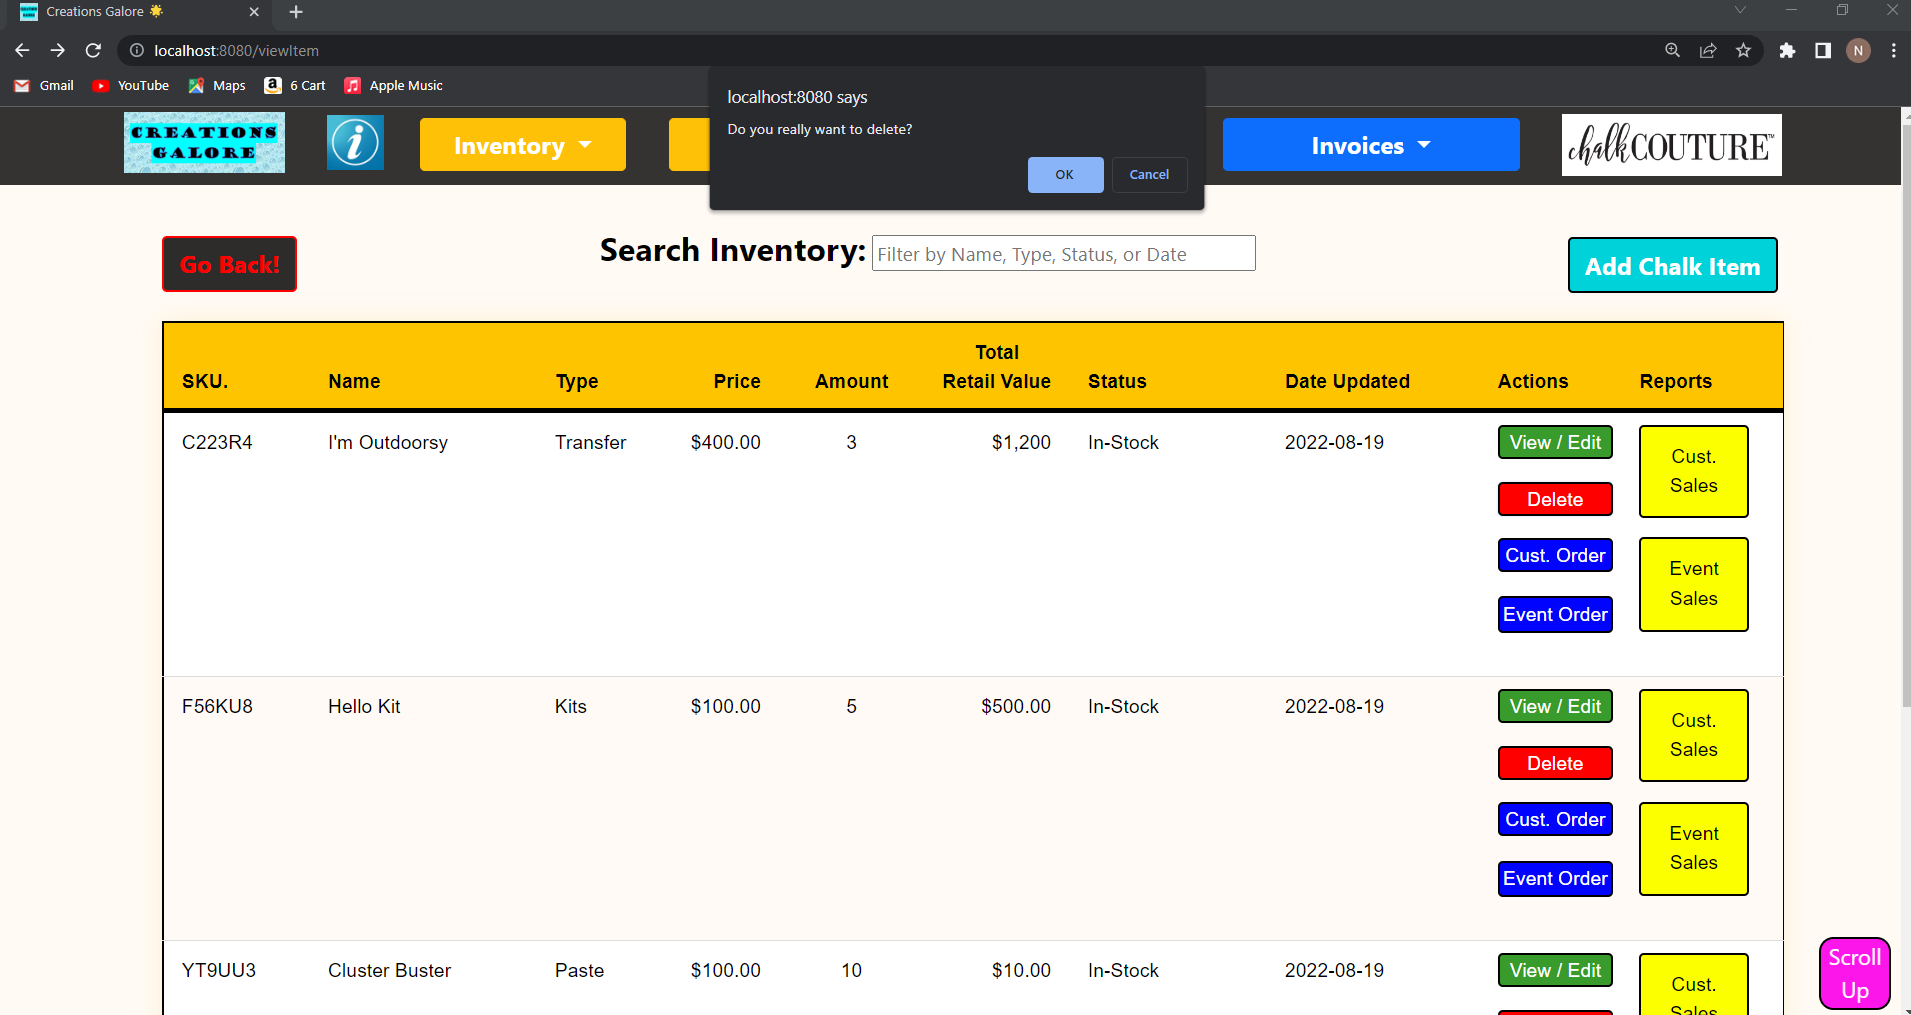 Creations Galore 🌟
localhost:8080/viewItem
N
Gmail YouTube Maps 6 Cart Apple Music
localhost:8080 says
Do you really want to delete?
OK Cancel
CREATIONS
GALORE
i
Inventory
Invoices
chalkCOUTURE™
Go Back!
Search Inventory: Filter by Name, Type, Status, or Date
Add Chalk Item
Total
SKU. Name Type Price Amount Retail Value Status Date Updated Actions Reports
C223R4 I'm Outdoorsy Transfer $400.00 3 $1,200 In-Stock 2022-08-19 View / Edit
Cust.
Sales
Delete
Cust. Order
Event
Sales
Event Order
F56KU8 Hello Kit Kits $100.00 5 $500.00 In-Stock 2022-08-19 View / Edit
Cust.
Sales
Delete
Cust. Order
Event
Sales
Event Order
YT9UU3 Cluster Buster Paste $100.00 10 $10.00 In-Stock 2022-08-19 View / Edit
Cust.
Sales
Scroll
Up